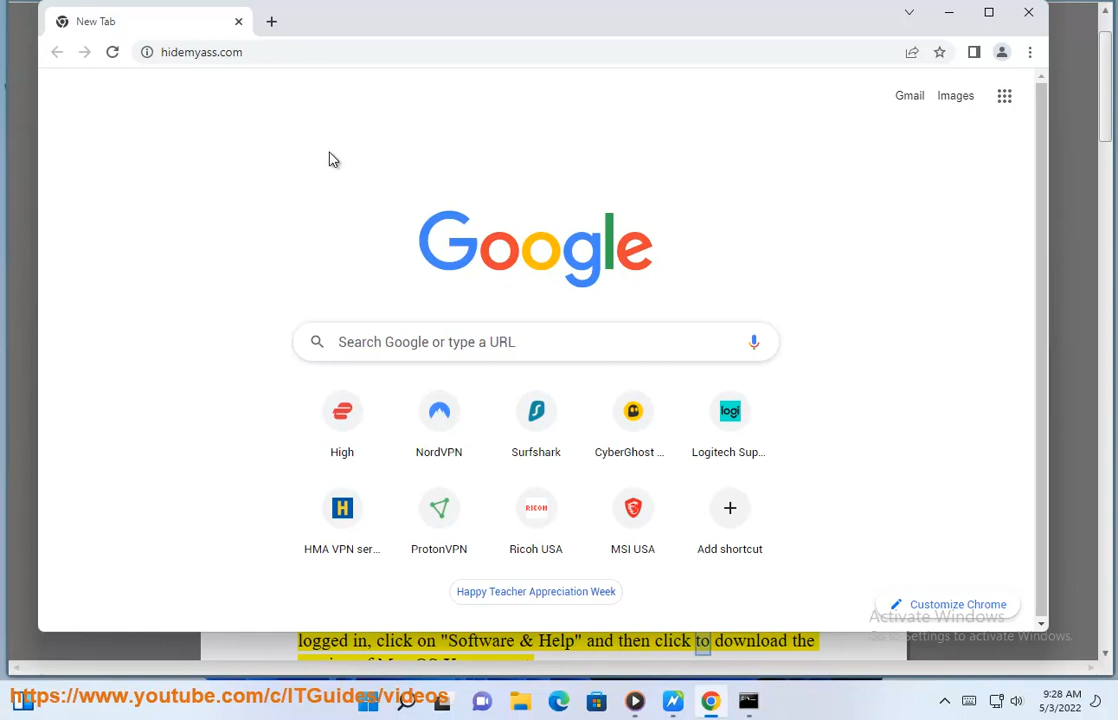 New Tab
hidemyass.com
Gmail Images
Google
Search Google or type a URL
logi
High NordVPN Surfshark CyberGhost ... Logitech Sup...
H RICOH
HMA VPN ser... ProtonVPN Ricoh USA MSI USA Add shortcut
Happy Teacher Appreciation Week
Customize Chrome
Activate Windows
Go to Settings to activate Windows.
logged in, click on "Software & Help" and then click to download the
https://www.youtube.com/c/ITGuides/videos
9:28 AM
5/3/2022